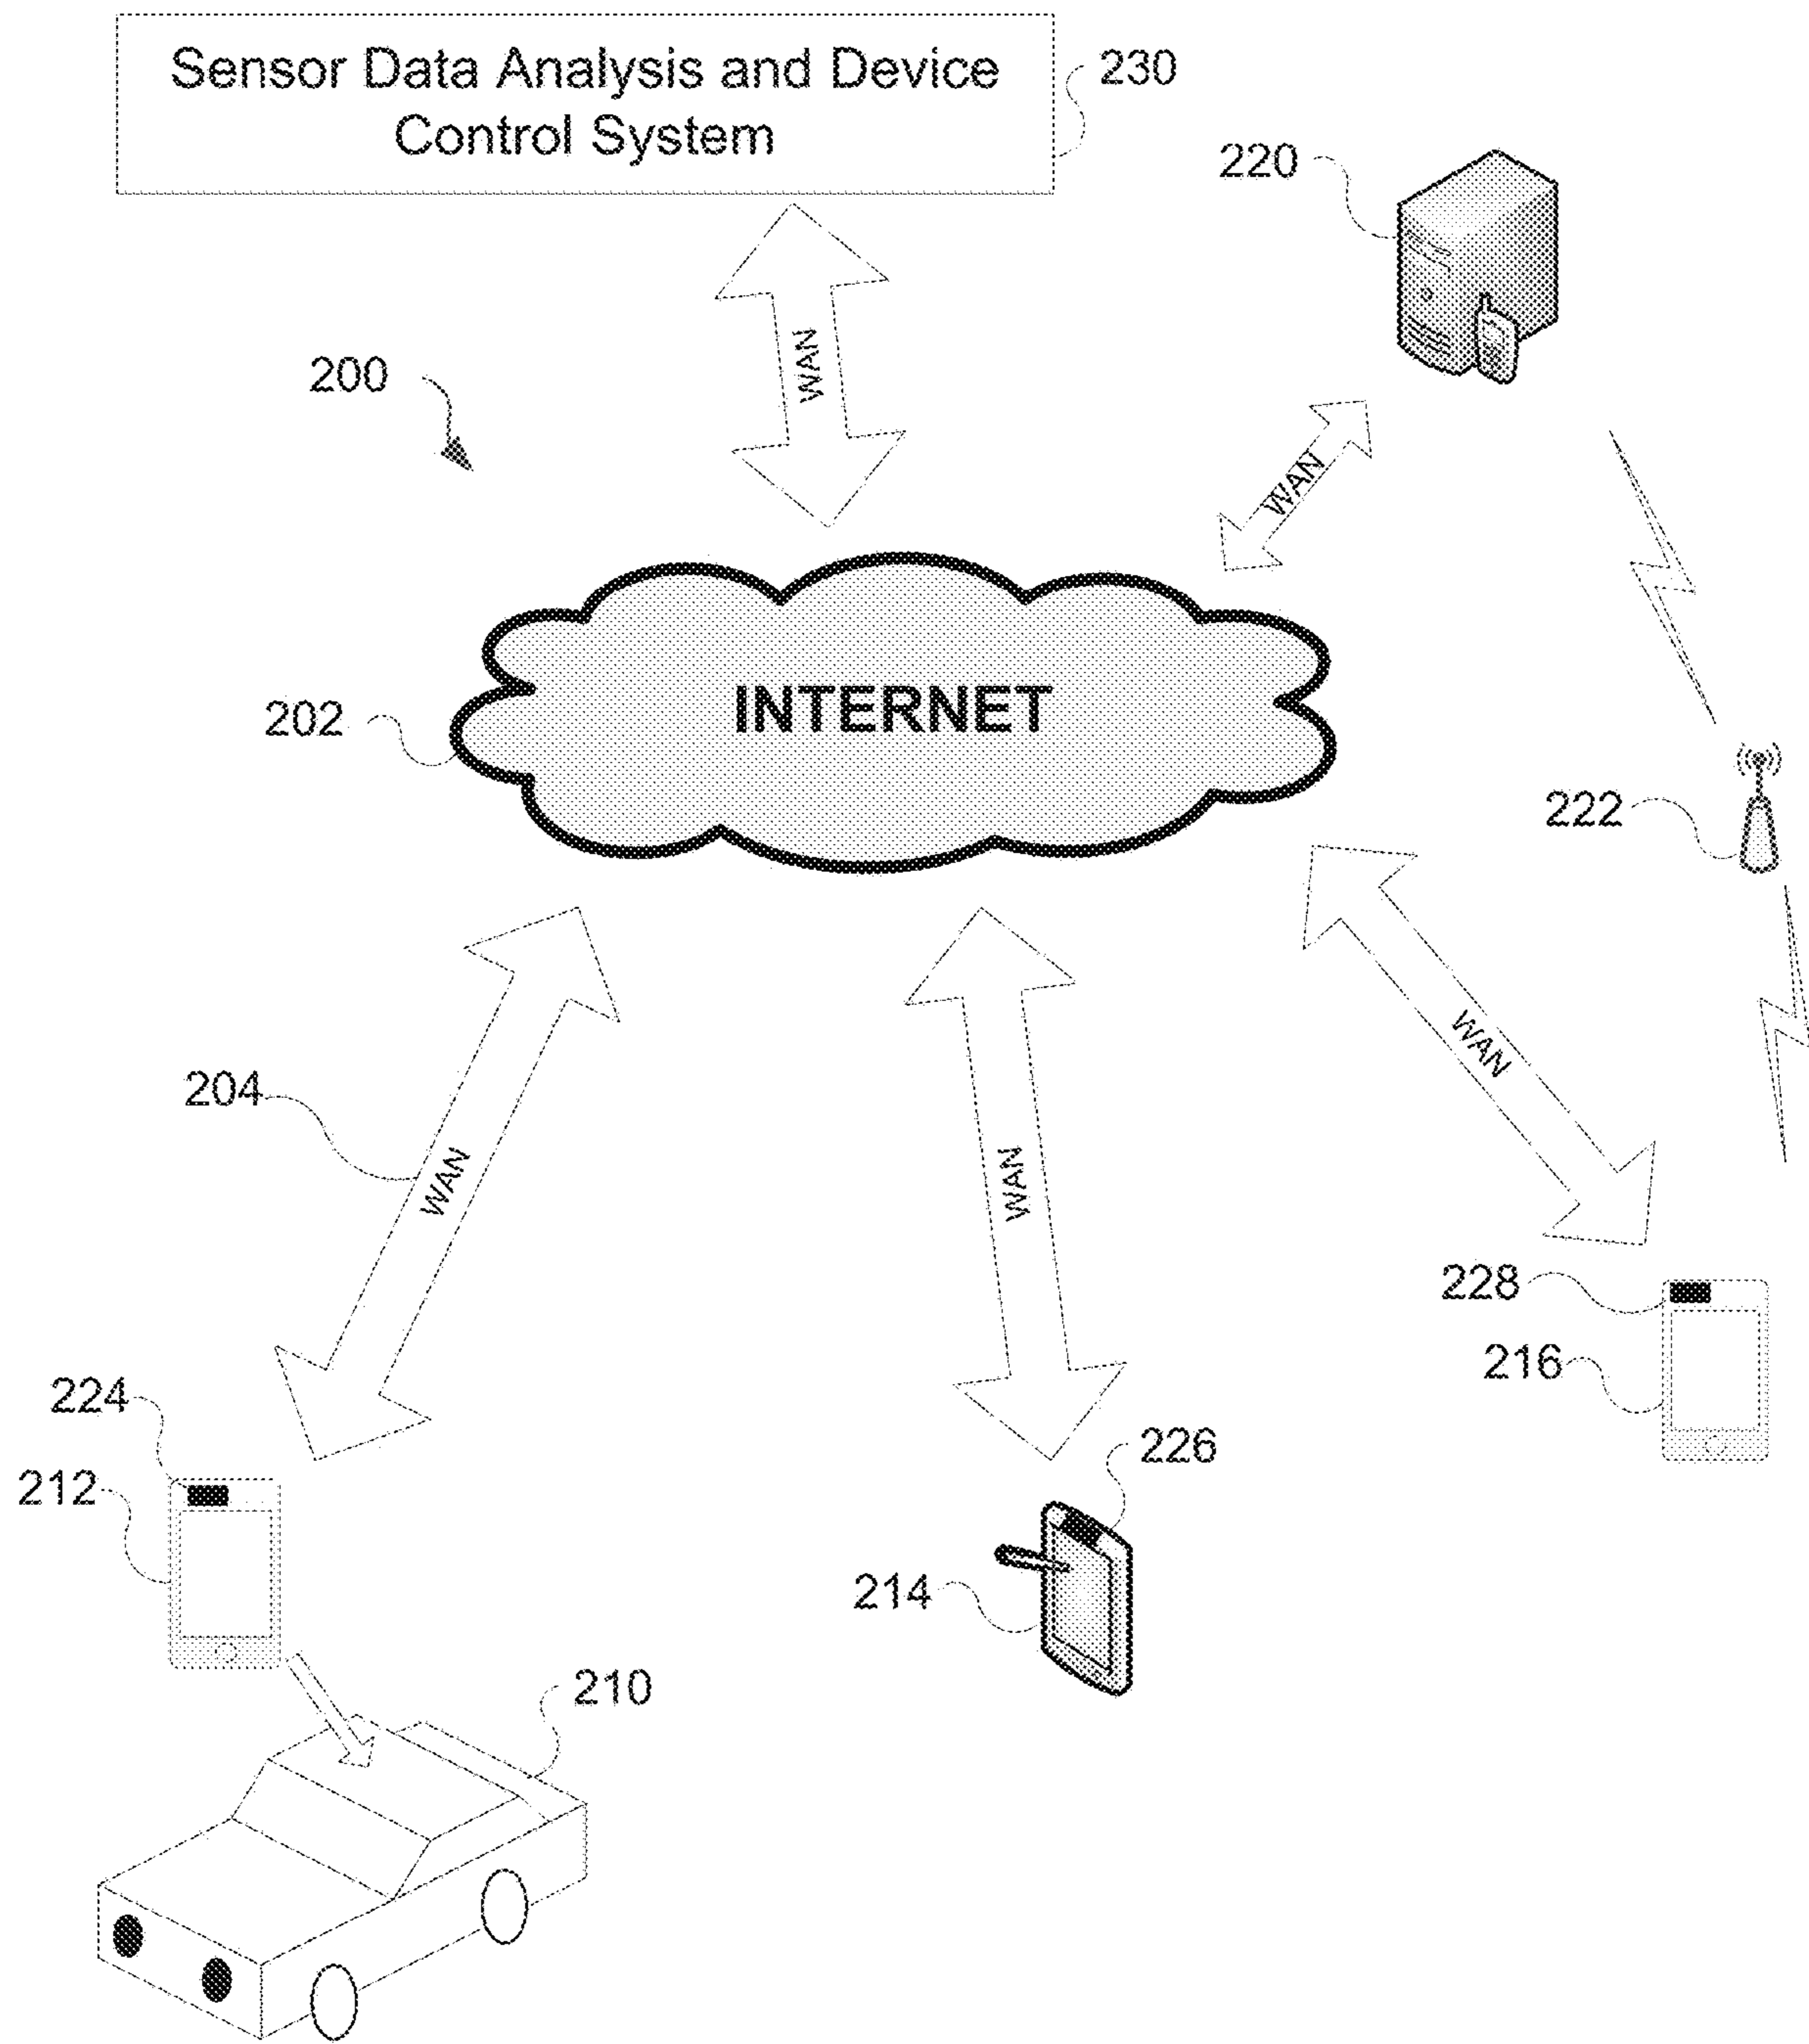 Sensor Data Analysis and Device
Control System
230
220
WAN
200
WAN
202
INTERNET
222
204
WAN
WAN
WAN
228
216
224
212
226
214
210